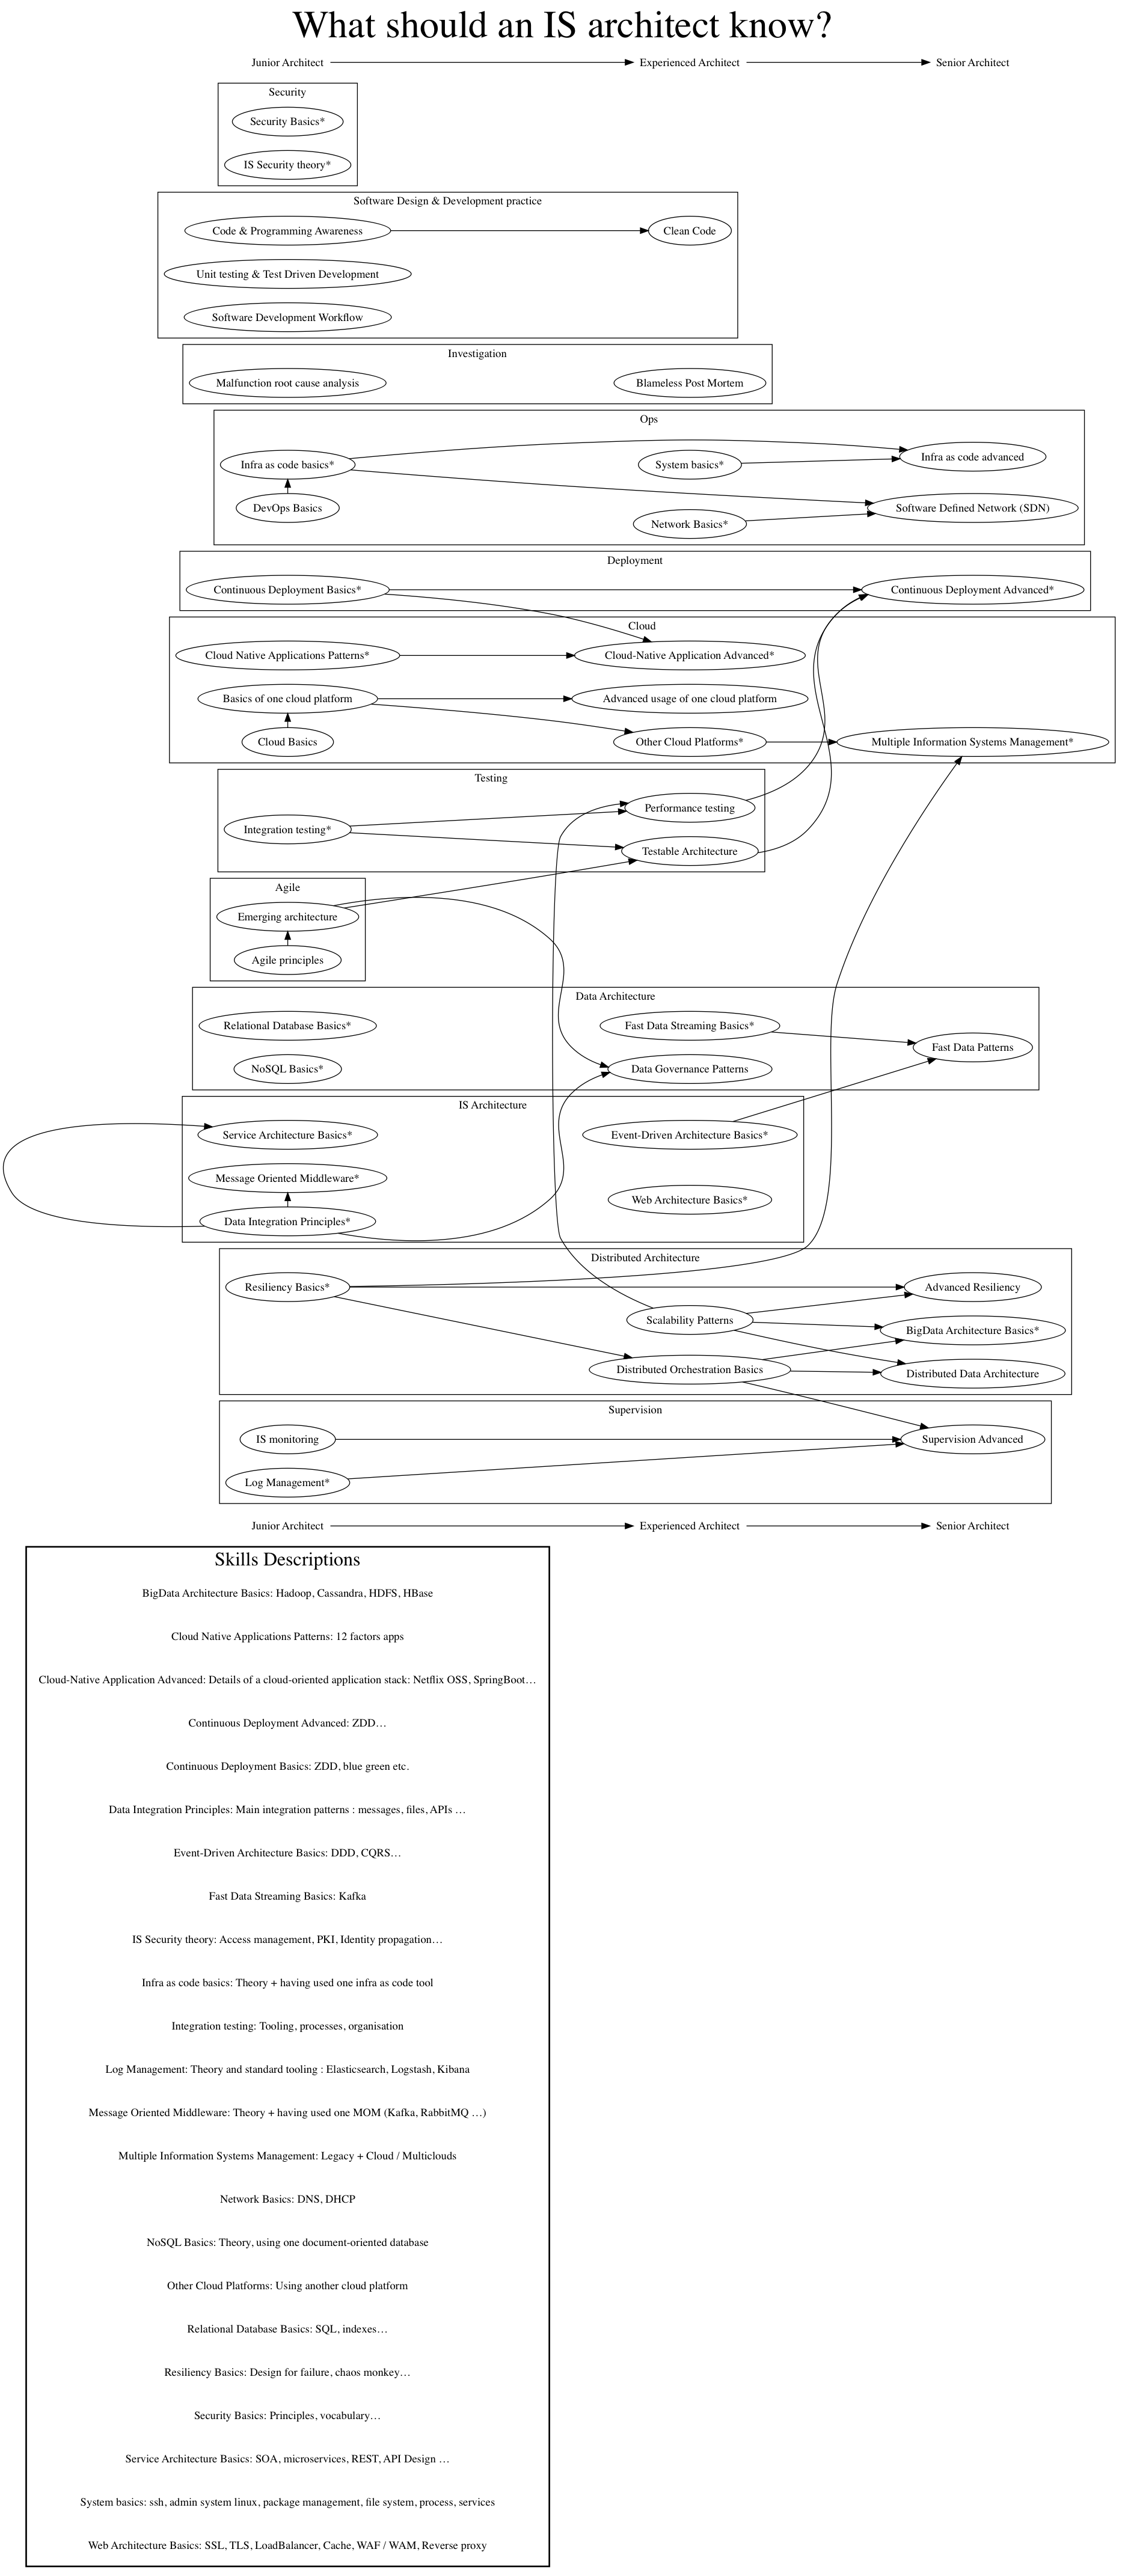 What should an IS architect know?
Junior Architect
Experienced Architect
Senior Architect
Security
Security Basics*
IS Security theory*
Software Design & Development practice
Code & Programming Awareness
Clean Code
Unit testing & Test Driven Development
Software Development Workflow
Investigation
Malfunction root cause analysis
Blameless Post Mortem
Ops
Infra as code basics*
System basics*
Infra as code advanced
DevOps Basics
Network Basics*
Software Defined Network (SDN)
Deployment
Continuous Deployment Basics*
Continuous Deployment Advanced*
Cloud
Cloud Native Applications Patterns*
Cloud-Native Application Advanced*
Basics of one cloud platform
Advanced usage of one cloud platform
Cloud Basics
Other Cloud Platforms*
Multiple Information Systems Management*
Testing
Performance testing
Integration testing*
Testable Architecture
Agile
Emerging architecture
Agile principles
Data Architecture
Relational Database Basics*
Fast Data Streaming Basics*
Fast Data Patterns
NoSQL Basics*
Data Governance Patterns
IS Architecture
Service Architecture Basics*
Event-Driven Architecture Basics*
Message Oriented Middleware*
Web Architecture Basics*
Data Integration Principles*
Distributed Architecture
Resiliency Basics*
Advanced Resiliency
Scalability Patterns
BigData Architecture Basics*
Distributed Orchestration Basics
Distributed Data Architecture
Supervision
IS monitoring
Supervision Advanced
Log Management*
Junior Architect
Experienced Architect
Senior Architect
Skills Descriptions
BigData Architecture Basics: Hadoop, Cassandra, HDFS, HBase
Cloud Native Applications Patterns: 12 factors apps
Cloud-Native Application Advanced: Details of a cloud-oriented application stack: Netflix OSS, SpringBoot…
Continuous Deployment Advanced: ZDD…
Continuous Deployment Basics: ZDD, blue green etc.
Data Integration Principles: Main integration patterns : messages, files, APIs …
Event-Driven Architecture Basics: DDD, CQRS…
Fast Data Streaming Basics: Kafka
IS Security theory: Access management, PKI, Identity propagation…
Infra as code basics: Theory + having used one infra as code tool
Integration testing: Tooling, processes, organisation
Log Management: Theory and standard tooling : Elasticsearch, Logstash, Kibana
Message Oriented Middleware: Theory + having used one MOM (Kafka, RabbitMQ …)
Multiple Information Systems Management: Legacy + Cloud / Multiclouds
Network Basics: DNS, DHCP
NoSQL Basics: Theory, using one document-oriented database
Other Cloud Platforms: Using another cloud platform
Relational Database Basics: SQL, indexes…
Resiliency Basics: Design for failure, chaos monkey…
Security Basics: Principles, vocabulary…
Service Architecture Basics: SOA, microservices, REST, API Design …
System basics: ssh, admin system linux, package management, file system, process, services
Web Architecture Basics: SSL, TLS, LoadBalancer, Cache, WAF / WAM, Reverse proxy